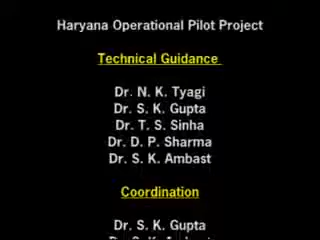 Haryana Operational Pilot Project
Technical Guidance
Dr. N. K. Tyagi
Dr. S. K. Gupta
Dr. T. S. Sinha
Dr. D. P. Sharma
Dr. S. K. Ambast
Coordination
Dr. S. K. Gupta